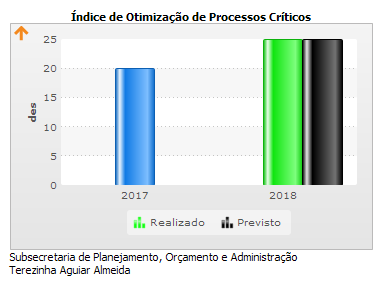 Índice de Otimização de Processos Críticos
25
20
15
10
5
0
des
2017
2018
Realizado
Previsto
Subsecretaria de Planejamento, Orçamento e Administração
Terezinha Aguiar Almeida